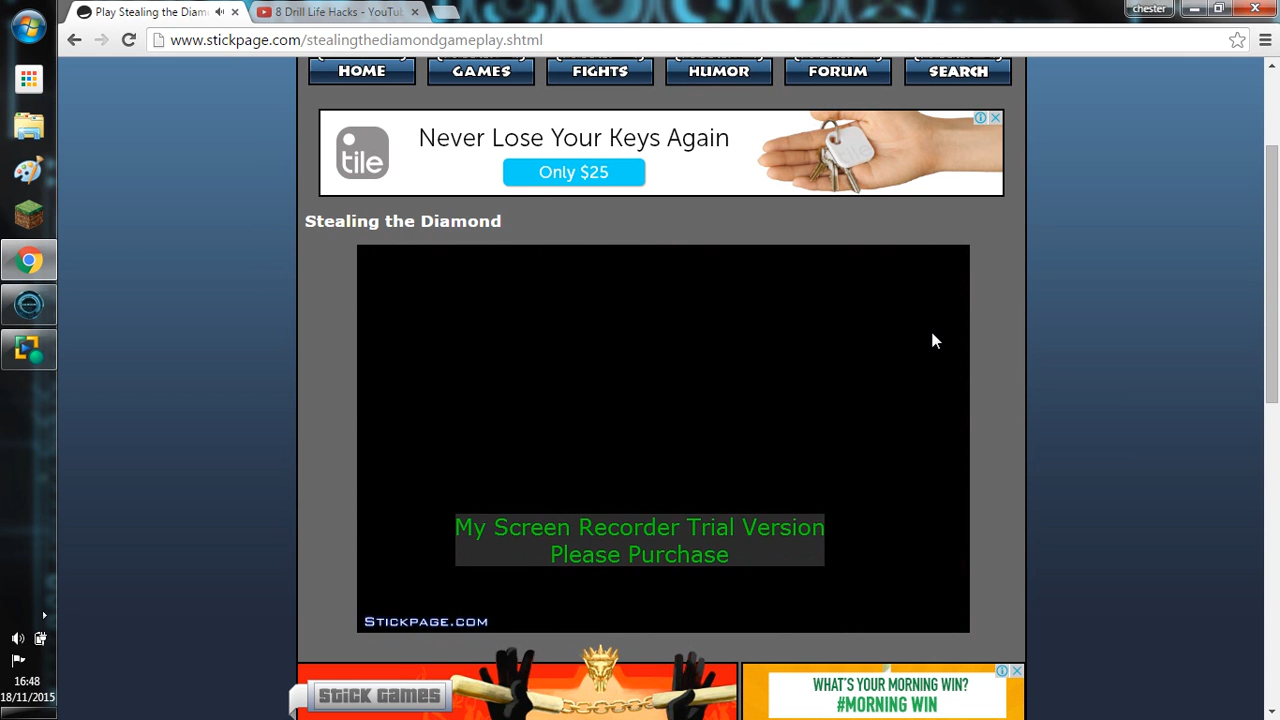 Play Stealing the Diam
8 Drill Life Hacks - YouTu
chester
www.stickpage.com/stealingthediamondgameplay.shtml
HOME
GAMES
FIGHTS
HUMOR
FORUM
SEARCH
tile
Never Lose Your Keys Again
Only $25
Stealing the Diamond
My Screen Recorder Trial Version
Please Purchase
STICKPAGE.COM
STICK GAMES
WHAT'S YOUR MORNING WIN?
#MORNING WIN
16:48
18/11/2015